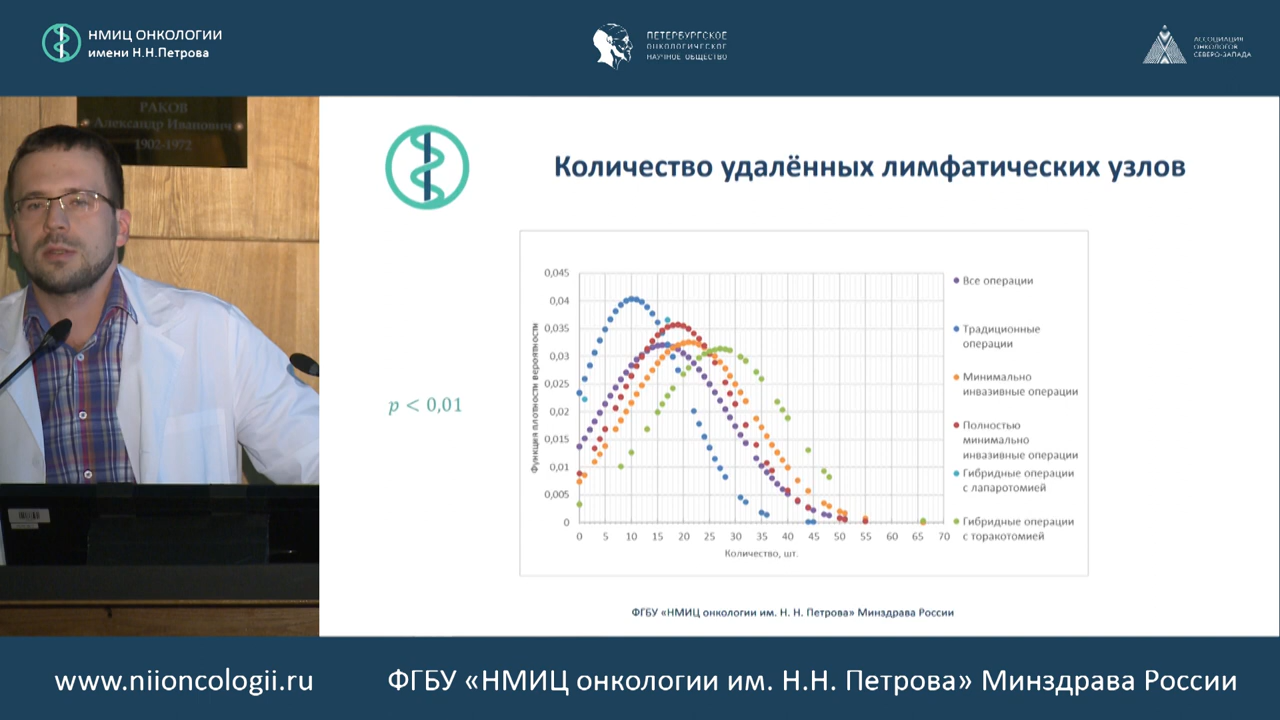 НМИЦ ОНКОЛОГИИ
имени Н.Н.Петрова
ПЕТЕРБУРГСКОЕ
ОНКОЛОГИЧЕСКОЕ
НАУЧНОЕ ОБЩЕСТВО
АССОЦИАЦИЯ
ОНКОЛОГОВ
СЕВЕРО-ЗАПАДА
РАКОВ
Александр Иванович
1902-1972
Количество удалённых лимфатических узлов
p < 0,01
Функция плотности вероятности
0,045
0,04
0,035
0,03
0,025
0,02
0,015
0,01
0,005
0
0 5 10 15 20 25 30 35 40 45 50 55 60 65 70
Количество, шт.
Все операции
Традиционные
операции
Минимально
инвазивные операции
Полностью
минимально
инвазивные операции
Гибридные операции
с лапаротомией
Гибридные операции
с торакотомией
ФГБУ «НМИЦ онкологии им. Н. Н. Петрова» Минздрава России
www.niioncologii.ru
ФГБУ «НМИЦ онкологии им. Н.Н. Петрова» Минздрава России